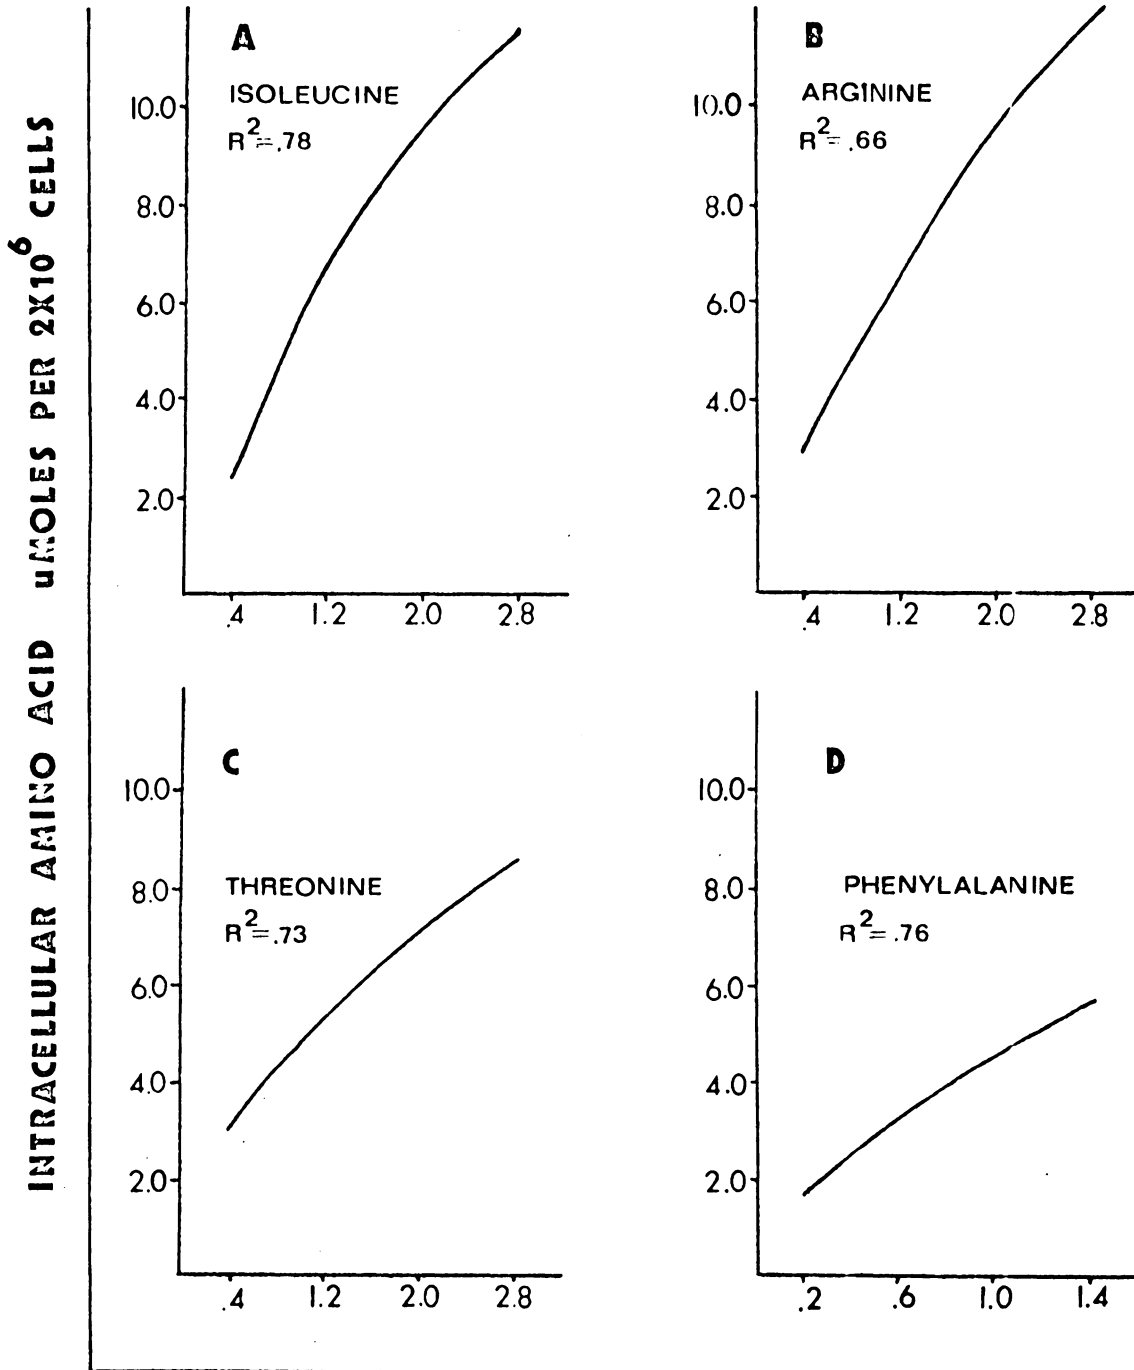 INTRACELLULAR AMINO ACID uMOLES PER 2X10^6 CELLS
A
ISOLEUCINE
R^2=.78
10.0
8.0
6.0
4.0
2.0
.4 1.2 2.0 2.8
B
ARGININE
R^2=.66
10.0
8.0
6.0
4.0
2.0
.4 1.2 2.0 2.8
C
THREONINE
R^2=.73
10.0
8.0
6.0
4.0
2.0
.4 1.2 2.0 2.8
D
PHENYLALANINE
R^2=.76
10.0
8.0
6.0
4.0
2.0
.2 .6 1.0 1.4